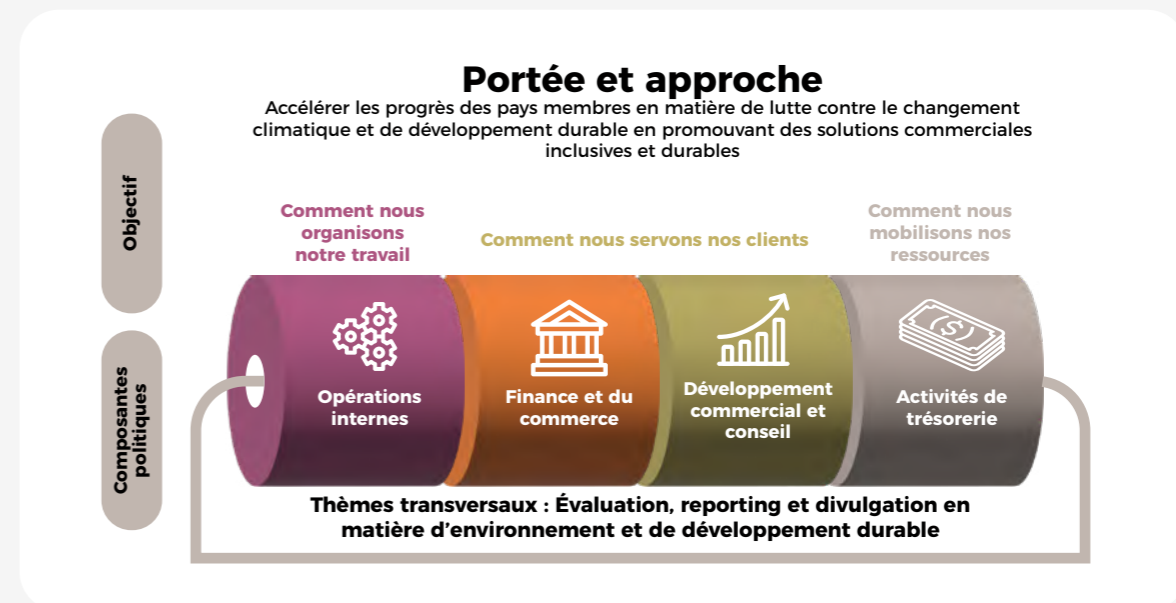 Portée et approche
Accélérer les progrès des pays membres en matière de lutte contre le changement
climatique et de développement durable en promouvant des solutions commerciales
inclusives et durables
Objectif
Comment nous
organisons
notre travail
Comment nous servons nos clients
Comment nous
mobilisons nos
ressources
Composantes
politiques
Opérations
internes
Finance et du
commerce
Développement
commercial et
conseil
($)
Activités de
trésorerie
Thèmes transversaux : Évaluation, reporting et divulgation en
matière d'environnement et de développement durable